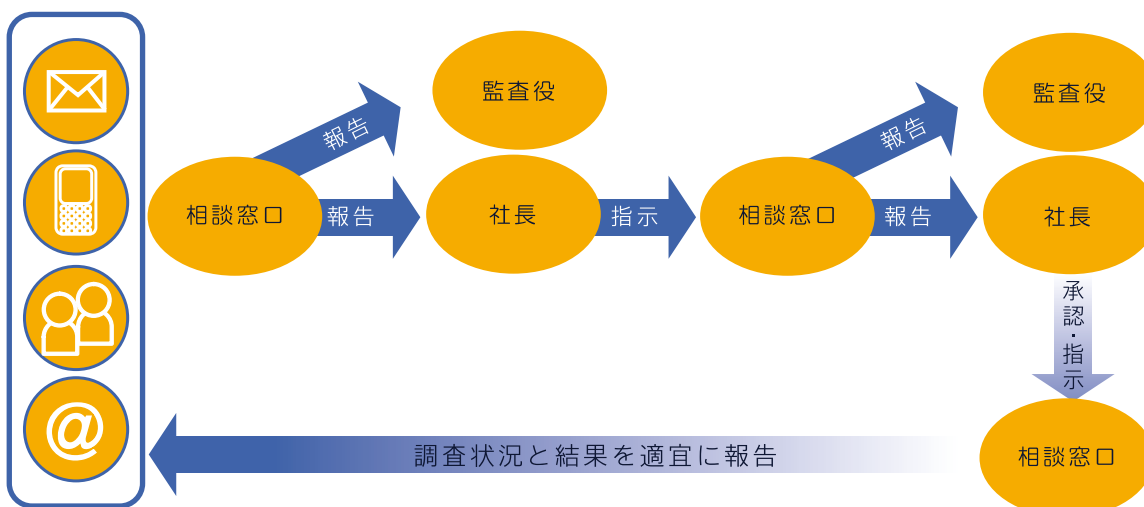 監査役
報告
相談窓口
報告
社長
指示
相談窓口
報告
監査役
報告
社長
承認・指示
相談窓口
調査状況と結果を適宜に報告
@